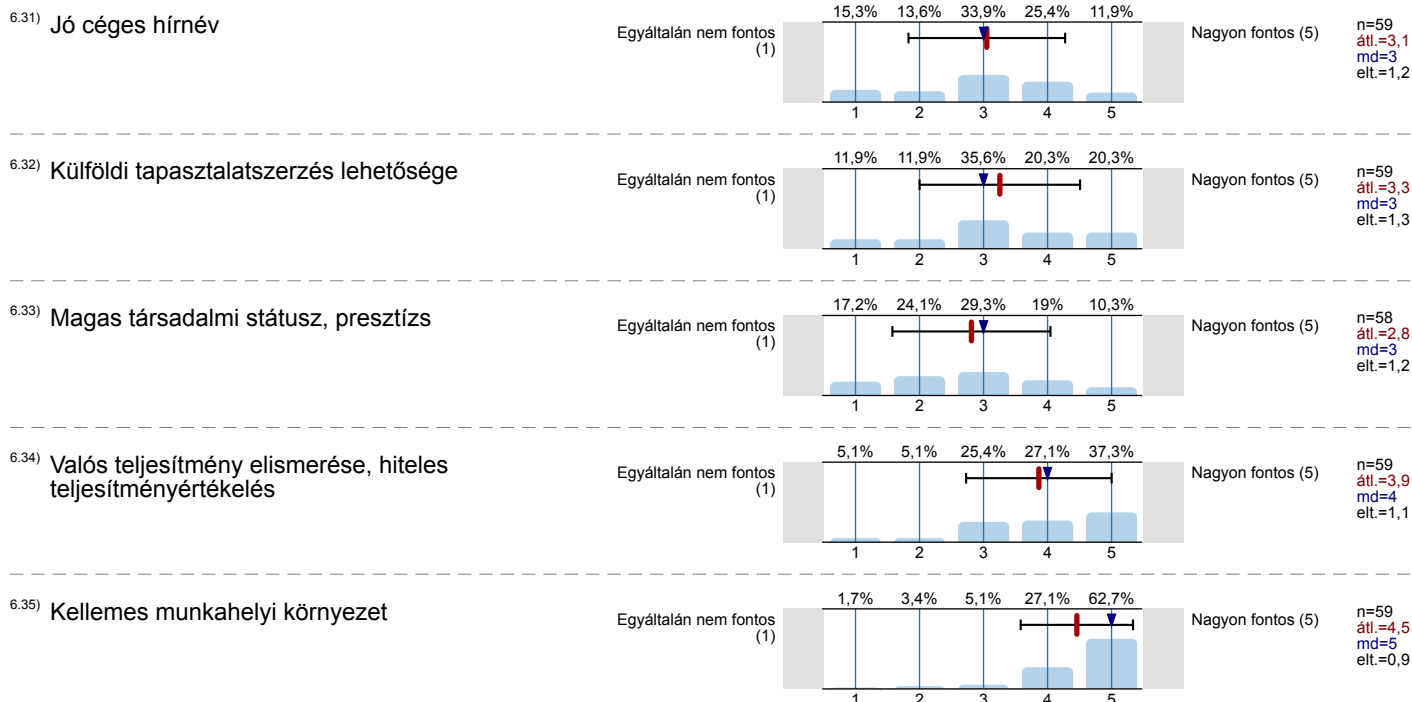 6.31) Jó céges hírnév
Egyáltalán nem fontos
(1)
15,3% 13,6% 33,9% 25,4% 11,9%
1 2 3 4 5
Nagyon fontos (5)
n=59
átl.=3,1
md=3
elt.=1,2
6.32) Külföldi tapasztalatszerzés lehetősége
Egyáltalán nem fontos
(1)
11,9% 11,9% 35,6% 20,3% 20,3%
1 2 3 4 5
Nagyon fontos (5)
n=59
átl.=3,3
md=3
elt.=1,3
6.33) Magas társadalmi státusz, presztízs
Egyáltalán nem fontos
(1)
17,2% 24,1% 29,3% 19% 10,3%
1 2 3 4 5
Nagyon fontos (5)
n=58
átl.=2,8
md=3
elt.=1,2
6.34) Valós teljesítmény elismerése, hiteles
teljesítményértékelés
Egyáltalán nem fontos
(1)
5,1% 5,1% 25,4% 27,1% 37,3%
1 2 3 4 5
Nagyon fontos (5)
n=59
átl.=3,9
md=4
elt.=1,1
6.35) Kellemes munkahelyi környezet
Egyáltalán nem fontos
(1)
1,7% 3,4% 5,1% 27,1% 62,7%
1 2 3 4 5
Nagyon fontos (5)
n=59
átl.=4,5
md=5
elt.=0,9